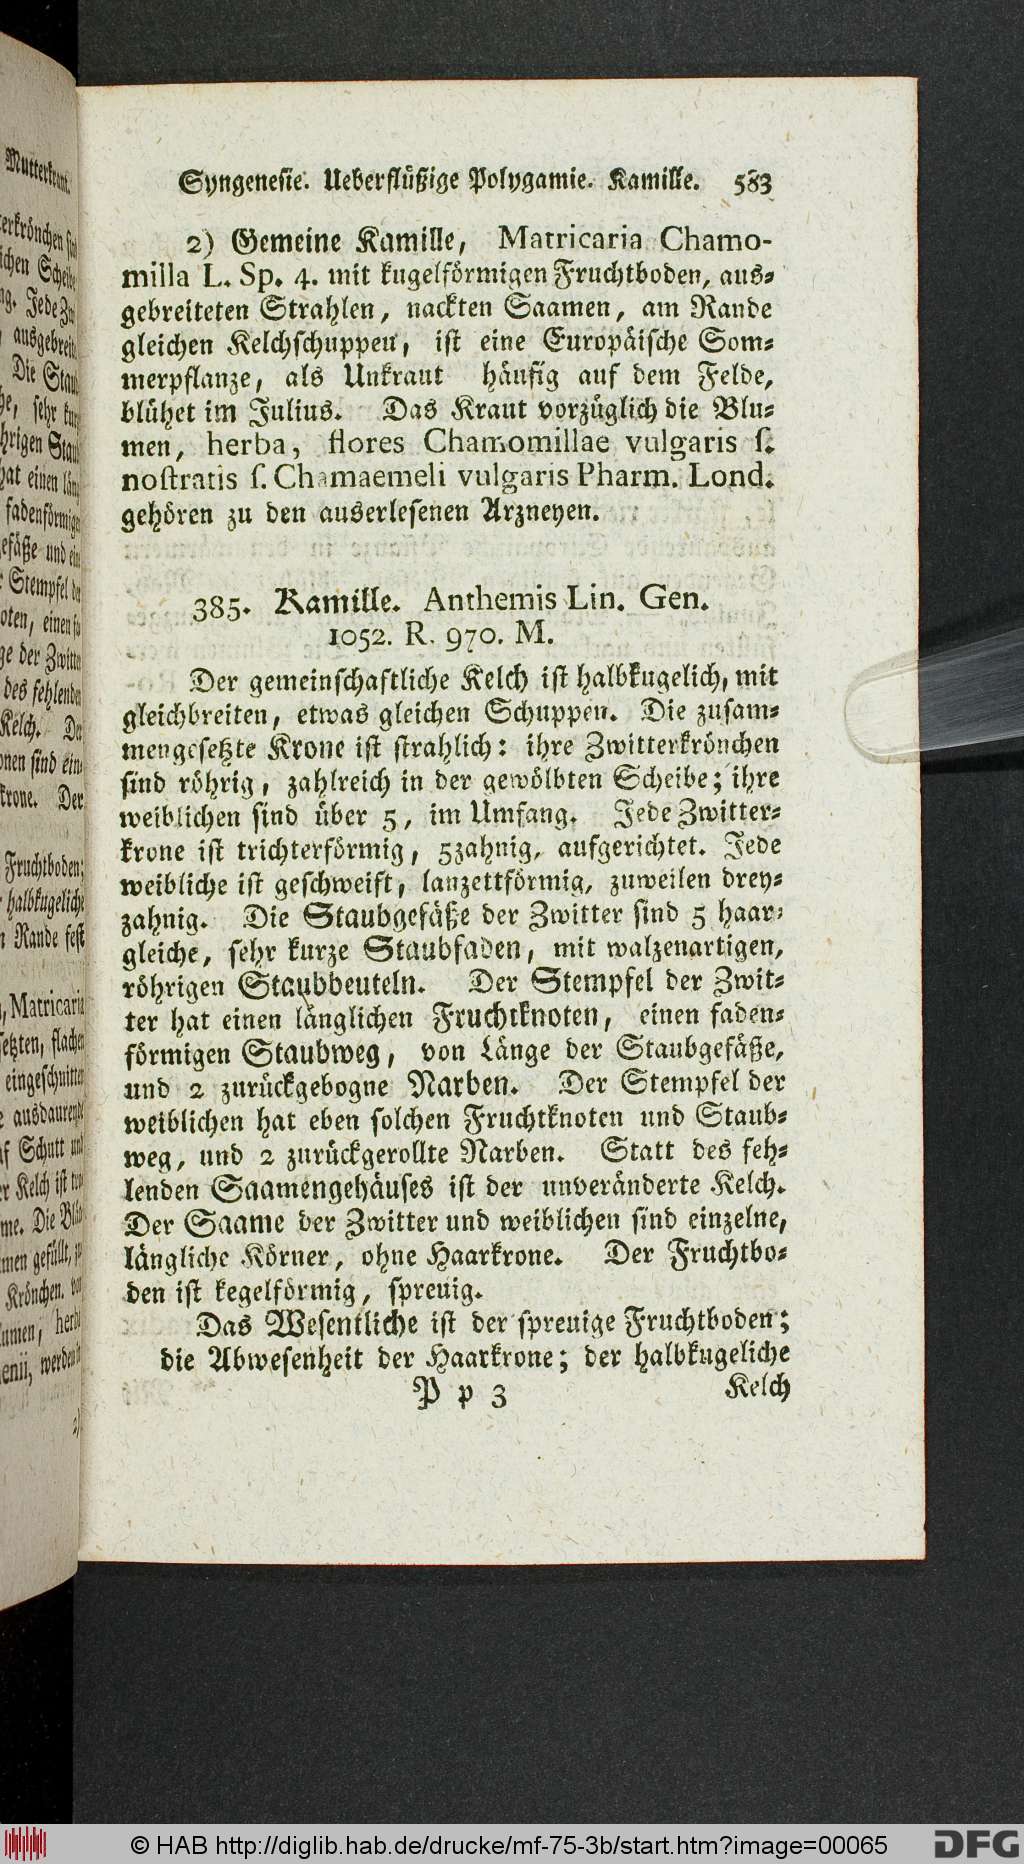 Syngenesie. Ueberflüßige Polygamie. Kamille. 583
2) Gemeine Kamille, Matricaria Chamo-
milla L. Sp. 4. mit kugelförmigen Fruchtboden, aus-
gebreiteten Strahlen, nackten Saamen, am Rande
gleichen Kelchschuppen, ist eine Europäische Som-
merpflanze, als Unkraut häufig auf dem Felde,
blühet im Julius. Das Kraut vorzüglich die Blu-
men, herba, flores Chamomillae vulgaris ſ.
nostratis ſ. Chamaemeli vulgaris Pharm. Lond.
gehören zu den auserlesenen Arzneyen.
385. Kamille. Anthemis Lin. Gen.
1052. R. 970. M.
Der gemeinschaftliche Kelch ist halbkugelich, mit
gleichbreiten, etwas gleichen Schuppen. Die zusam-
mengesetzte Krone ist strahlich: ihre Zwitterkrönchen
sind röhrig, zahlreich in der gewölbten Scheibe; ihre
weiblichen sind über 5, im Umfang. Jede Zwitter-
krone ist trichterförmig, 5zahnig, aufgerichtet. Jede
weibliche ist geschweift, lanzettförmig, zuweilen drey-
zahnig. Die Staubgefäße der Zwitter sind 5 haar-
gleiche, sehr kurze Staubfaden, mit walzenartigen,
röhrigen Staubbeuteln. Der Stempfel der Zwit-
ter hat einen länglichen Fruchtknoten, einen faden-
förmigen Staubweg, von Länge der Staubgefäße,
und 2 zurückgebogne Narben. Der Stempfel der
weiblichen hat eben solchen Fruchtknoten und Staub-
weg, und 2 zurückgerollte Narben. Statt des feh-
lenden Saamengehäuses ist der unveränderte Kelch.
Der Saame der Zwitter und weiblichen sind einzelne,
längliche Körner, ohne Haarkrone. Der Fruchtbo-
den ist kegelförmig, spreuig.
Das Wesentliche ist der spreuige Fruchtboden;
die Abwesenheit der Haarkrone; der halbkugeliche
P p 3 Kelch
© HAB http://diglib.hab.de/drucke/mf-75-3b/start.htm?image=00065
DFG